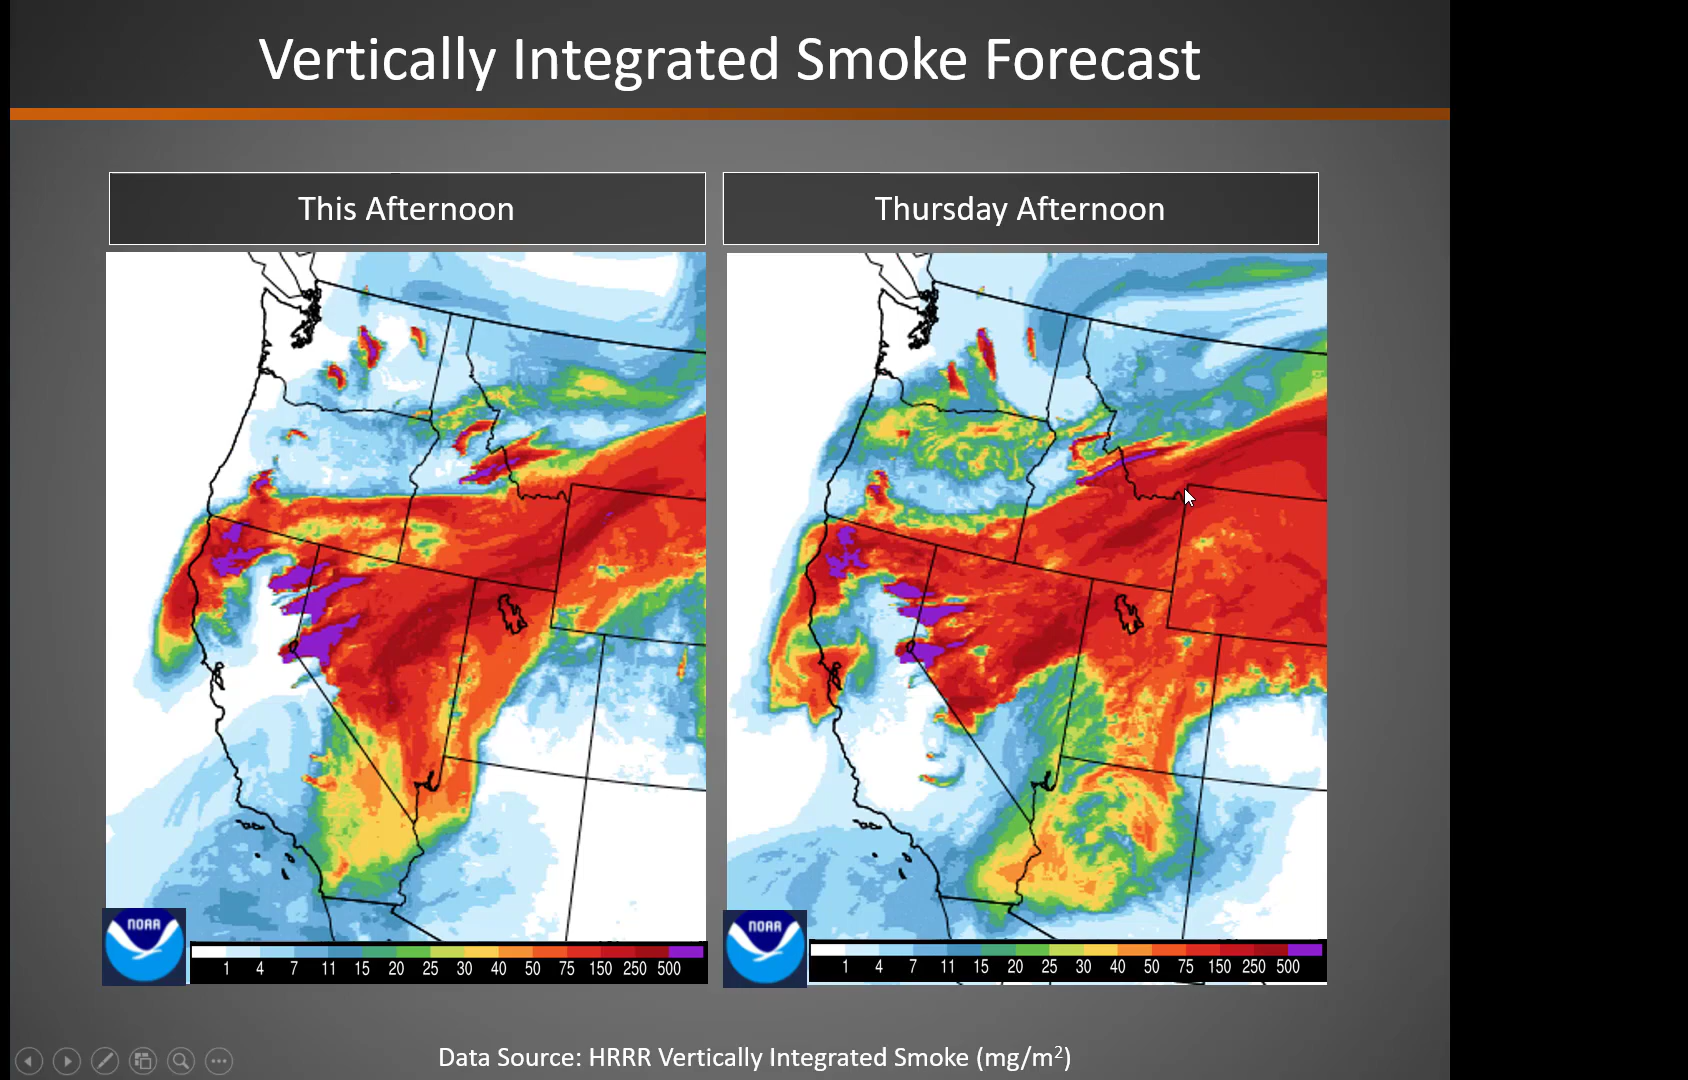 Vertically Integrated Smoke Forecast
This Afternoon
Thursday Afternoon
NOAA
1 4 7 11 15 20 25 30 40 50 75 150 250 500
NOAA
1 4 7 11 15 20 25 30 40 50 75 150 250 500
Data Source: HRRR Vertically Integrated Smoke (mg/m²)